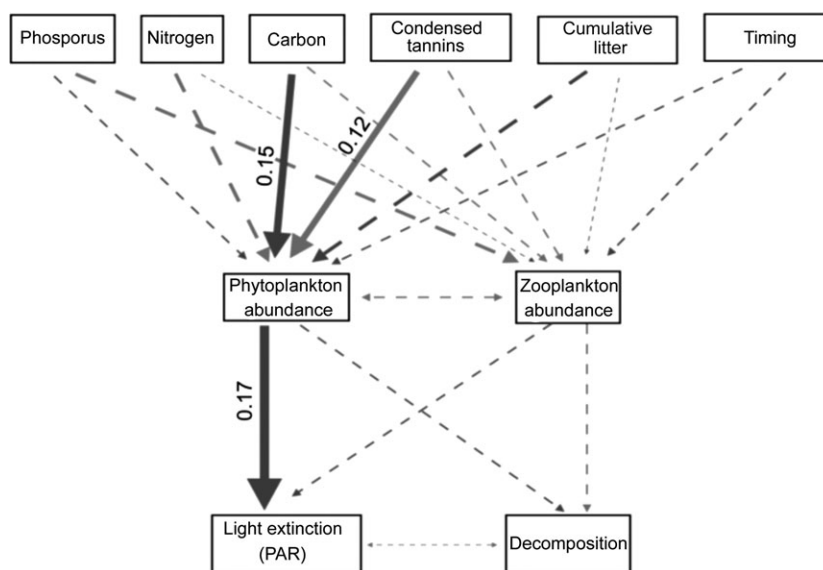 Phosporus
Nitrogen
Carbon
Condensed
tannins
Cumulative
litter
Timing
0.15
0.12
Phytoplankton
abundance
Zooplankton
abundance
0.17
Light extinction
(PAR)
Decomposition